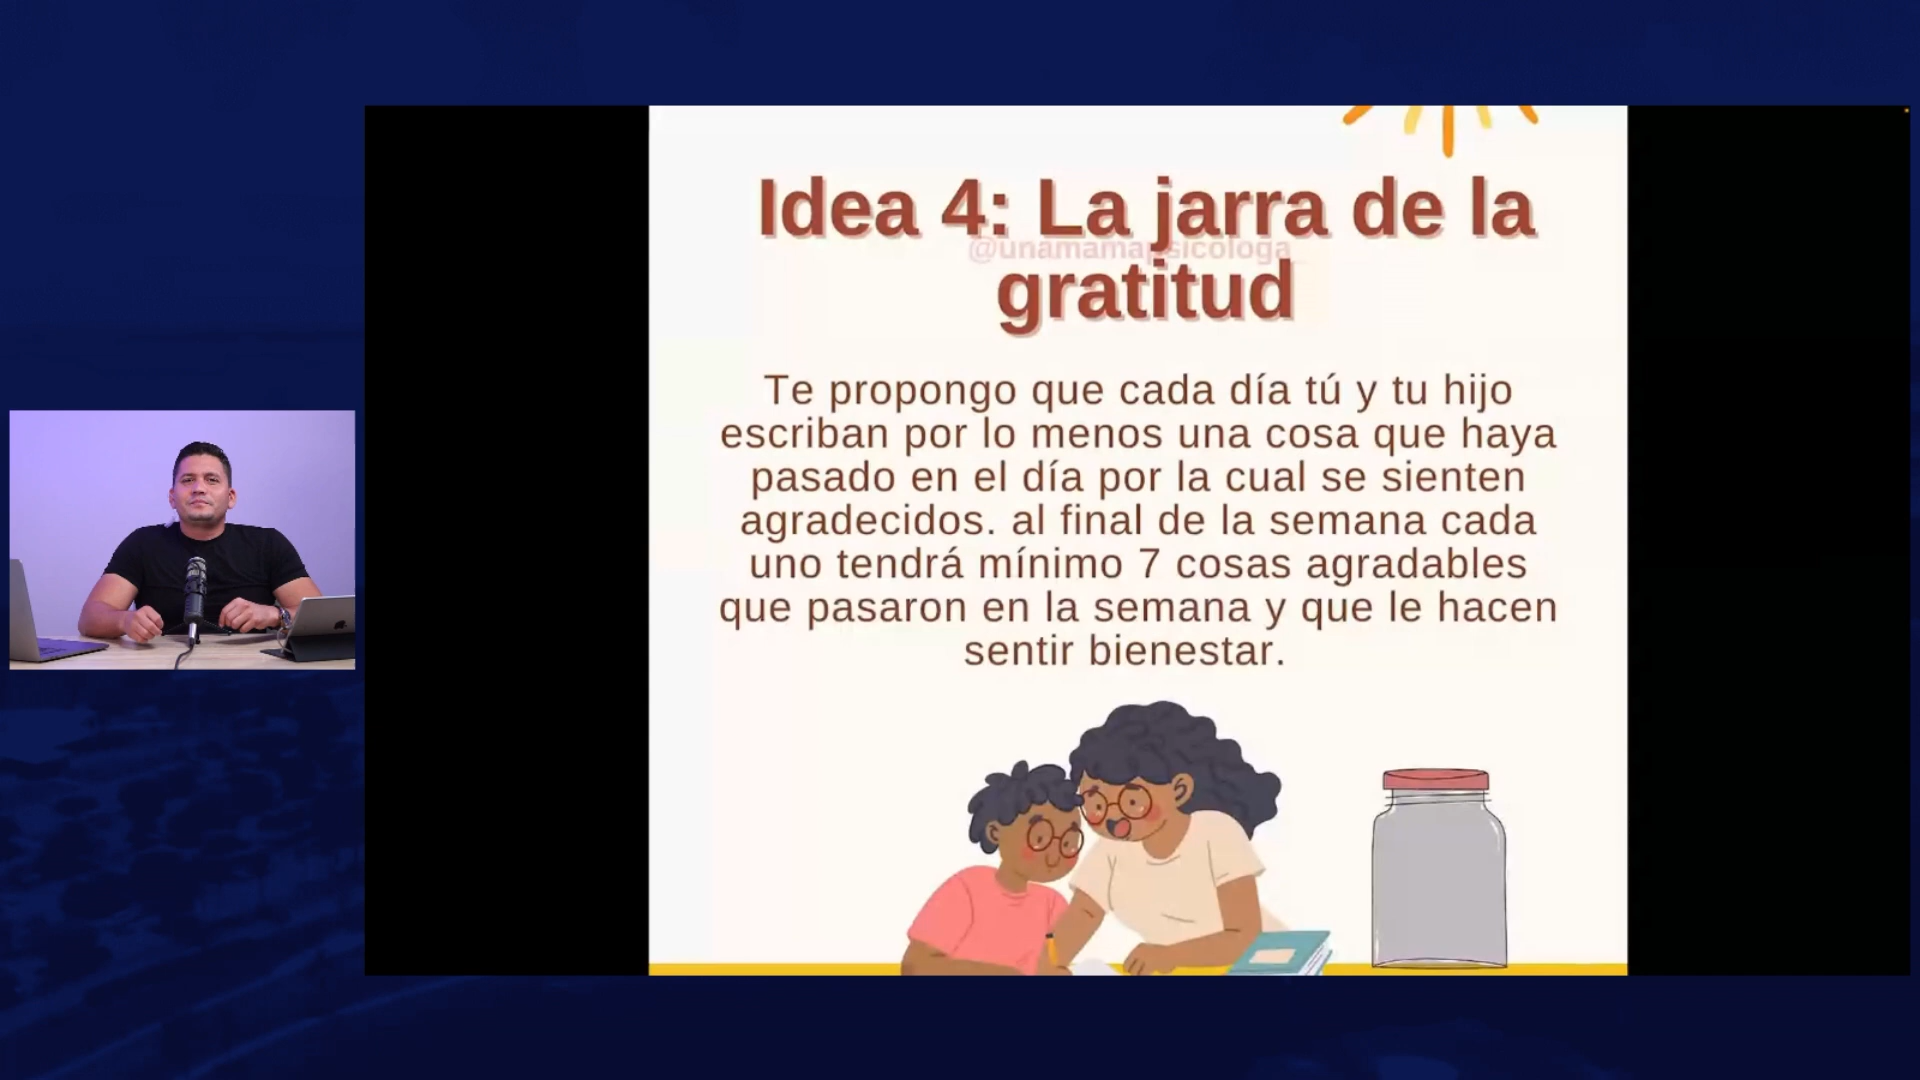 Idea 4: La jarra de la
@unamamapsicologa_
gratitud
Te propongo que cada día tú y tu hijo
escriban por lo menos una cosa que haya
pasado en el día por la cual se sienten
agradecidos. al final de la semana cada
uno tendrá mínimo 7 cosas agradables
que pasaron en la semana y que le hacen
sentir bienestar.